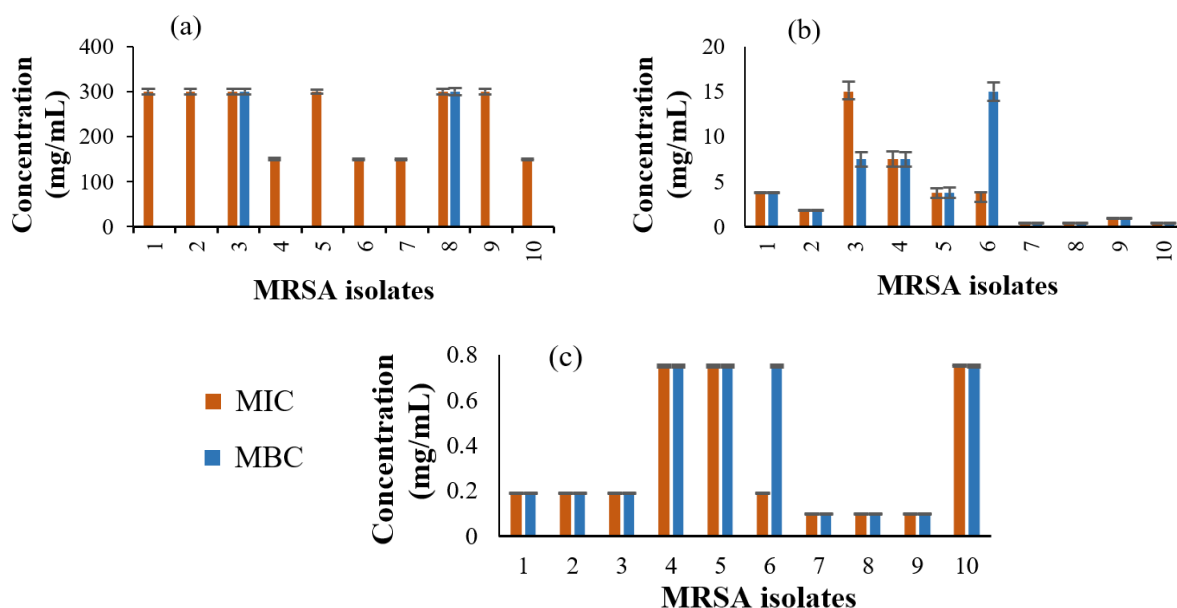 (a)
Concentration
(mg/mL)
400
300
200
100
0
1 2 3 4 5 6 7 8 9 10
MRSA isolates
(b)
Concentration
(mg/mL)
20
15
10
5
0
1 2 3 4 5 6 7 8 9 10
MRSA isolates
MIC
MBC
(c)
Concentration
(mg/mL)
0.8
0.6
0.4
0.2
0
1 2 3 4 5 6 7 8 9 10
MRSA isolates